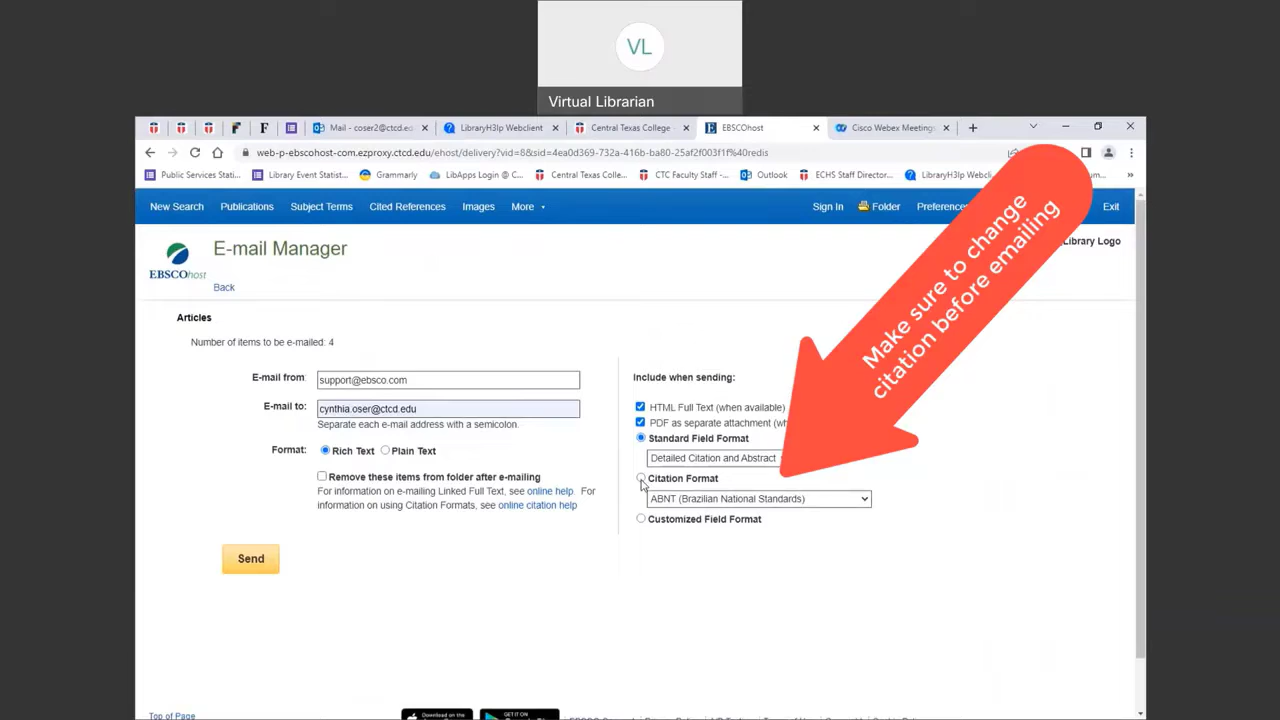 VL
Virtual Librarian
Mail - coser2@ctcd.ec
LibraryH3lp Webclient
Central Texas College -
EBSCOhost
Cisco Webex Meeting
web-p-ebscohost-com.ezproxy.ctcd.edu/ehost/delivery?vid=8&sid=4ea0d369-732a-416b-ba80-25af2f003f1f%40redis
Public Services Stati...
Library Event Statist...
Grammarly
LibApps Login @ C...
Central Texas Colle...
CTC Faculty Staff -...
Outlook
ECHS Staff Director...
LibraryH3lp Webcli
um...
New Search
Publications
Subject Terms
Cited References
Images
More
Sign In
Folder
Preferences
Exit
E-mail Manager
Library Logo
EBSCOhost
Back
Make sure to change
citation before emailing
Articles
Number of items to be e-mailed: 4
E-mail from:
support@ebsco.com
E-mail to:
cynthia.oser@ctcd.edu
Separate each e-mail address with a semicolon.
Format:
Rich Text
Plain Text
Remove these items from folder after e-mailing
For information on e-mailing Linked Full Text, see online help. For
information on using Citation Formats, see online citation help
Send
Include when sending:
HTML Full Text (when available)
PDF as separate attachment (wh
Standard Field Format
Detailed Citation and Abstract
Citation Format
ABNT (Brazilian National Standards)
Customized Field Format
Top of Page
Download on the
GET IT ON